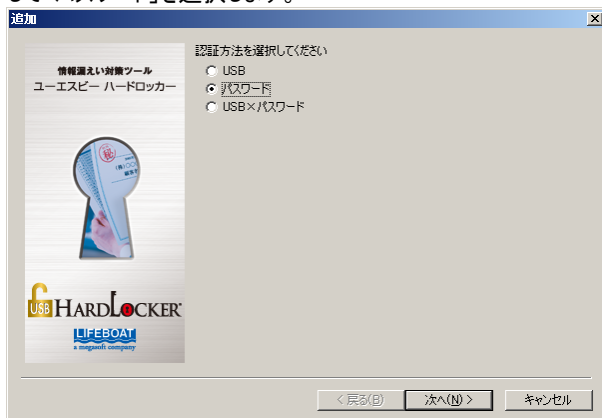 して「パスワード」を選択します。
追加
情報漏えい対策ツール
ユーエスビー ハードロッカー
認証方法を選択してください
USB
パスワード
USB×パスワード
㊙
USB HARDLOCKER
LIFEBOAT
a megasoft company
< 戻る(B)
次へ(N) >
キャンセル